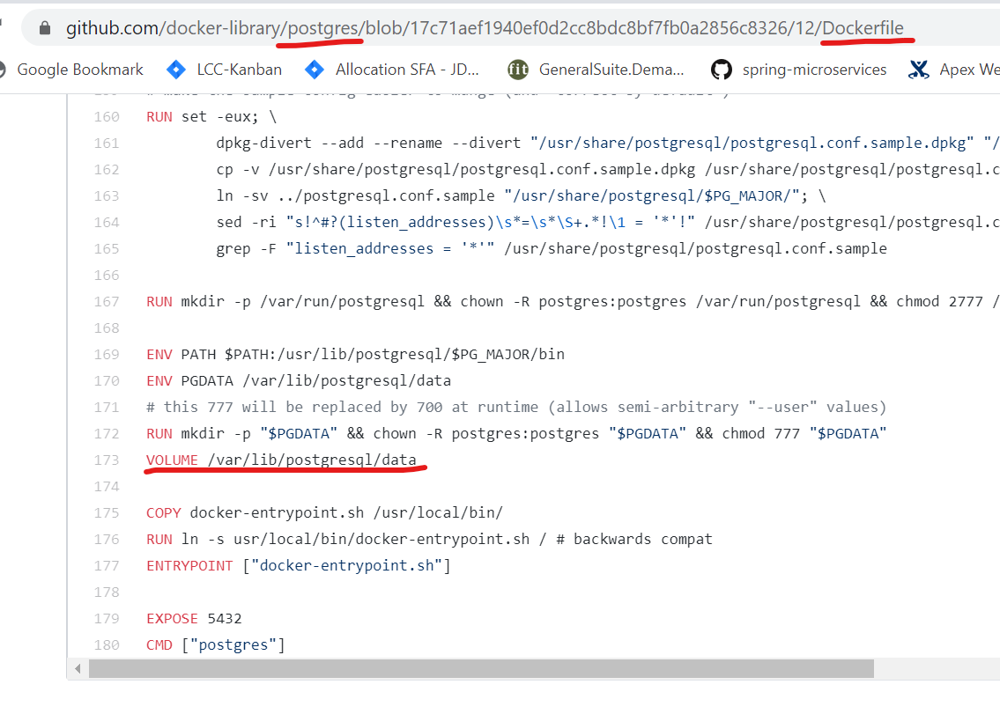 github.com/docker-library/postgres/blob/17c71aef1940ef0d2cc8bdc8bf7fb0a2856c8326/12/Dockerfile
Google Bookmark LCC-Kanban Allocation SFA - JD... fit GeneralSuite.Dema... spring-microservices Apex We
160 RUN set -eux; \
161 dpkg-divert --add --rename --divert "/usr/share/postgresql/postgresql.conf.sample.dpkg" "/
162 cp -v /usr/share/postgresql/postgresql.conf.sample.dpkg /usr/share/postgresql/postgresql.c
163 ln -sv ../postgresql.conf.sample "/usr/share/postgresql/$PG_MAJOR/"; \
164 sed -ri "s!^#?(listen_addresses)\s*=\s*\S+.*!\1 = '*'!" /usr/share/postgresql/postgresql.c
165 grep -F "listen_addresses = '*'" /usr/share/postgresql/postgresql.conf.sample
166
167 RUN mkdir -p /var/run/postgresql && chown -R postgres:postgres /var/run/postgresql && chmod 2777 /
168
169 ENV PATH $PATH:/usr/lib/postgresql/$PG_MAJOR/bin
170 ENV PGDATA /var/lib/postgresql/data
171 # this 777 will be replaced by 700 at runtime (allows semi-arbitrary "--user" values)
172 RUN mkdir -p "$PGDATA" && chown -R postgres:postgres "$PGDATA" && chmod 777 "$PGDATA"
173 VOLUME /var/lib/postgresql/data
174
175 COPY docker-entrypoint.sh /usr/local/bin/
176 RUN ln -s usr/local/bin/docker-entrypoint.sh / # backwards compat
177 ENTRYPOINT ["docker-entrypoint.sh"]
178
179 EXPOSE 5432
180 CMD ["postgres"]